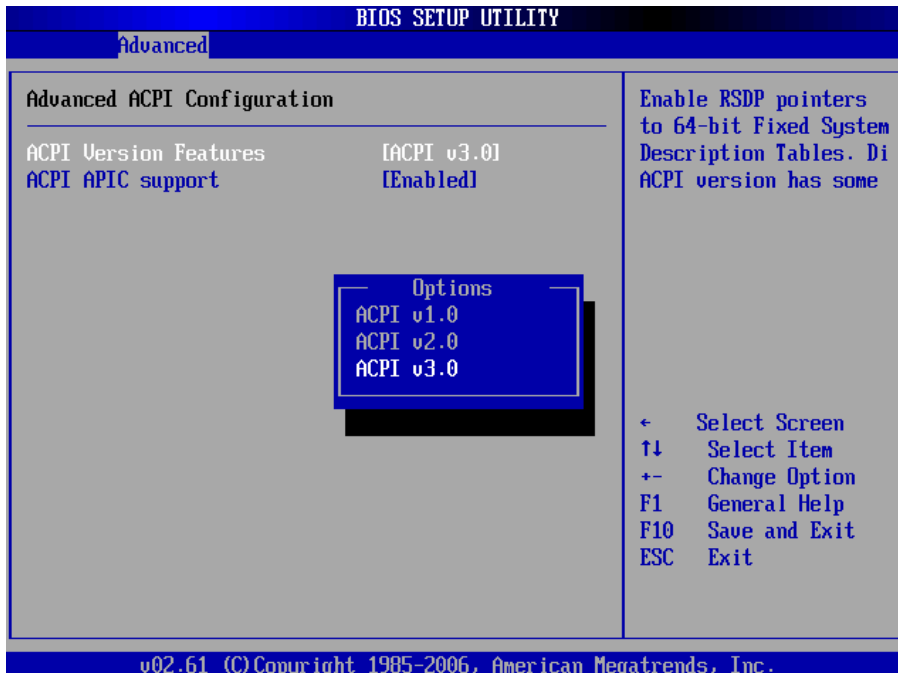 BIOS SETUP UTILITY
Advanced
Advanced ACPI Configuration
ACPI Version Features [ACPI v3.0]
ACPI APIC support [Enabled]
Options
ACPI v1.0
ACPI v2.0
ACPI v3.0
Enable RSDP pointers
to 64-bit Fixed System
Description Tables. Di
ACPI version has some
← Select Screen
↑↓ Select Item
+- Change Option
F1 General Help
F10 Save and Exit
ESC Exit
v02.61 (C)Copyright 1985-2006, American Megatrends, Inc.